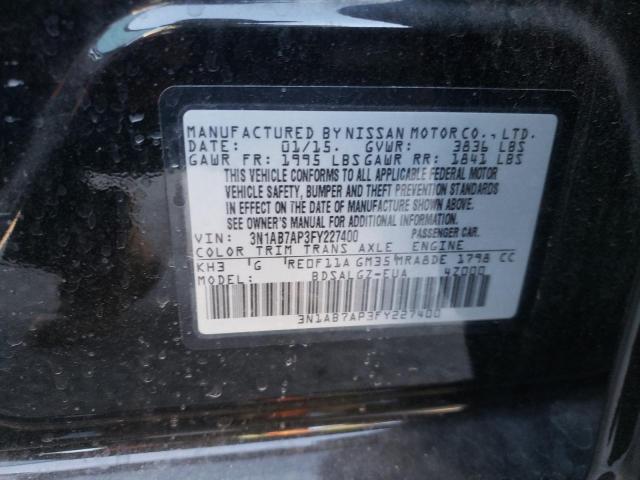 MANUFACTURED BY NISSAN MOTOR CO., LTD.
DATE: 01/15. GVWR: 3836 LBS
GAWR FR: 1995 LBS GAWR RR: 1841 LBS
THIS VEHICLE CONFORMS TO ALL APPLICABLE FEDERAL MOTOR
VEHICLE SAFETY, BUMPER AND THEFT PREVENTION STANDARDS
IN EFFECT ON THE DATE OF MANUFACTURE SHOWN ABOVE.
SEE OWNER'S MANUAL FOR ADDITIONAL INFORMATION.
VIN: 3N1AB7AP3FY227400 PASSENGER CAR.
COLOR TRIM TRANS AXLE ENGINE
KH3 G RE0F11A GM35 MRA8DE 1798 CC
MODEL: BDSALGZ-EUA 4Z000
3N1AB7AP3FY227400